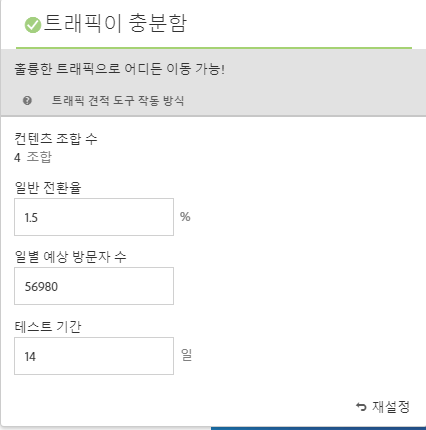 트래픽이 충분함
훌륭한 트래픽으로 어디든 이동 가능!
트래픽 견적 도구 작동 방식
컨텐츠 조합 수
4 조합
일반 전환율
1.5 %
일별 예상 방문자 수
56980
테스트 기간
14 일
재설정